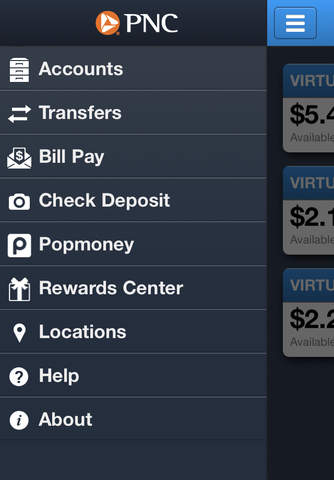 PNC
Accounts
Transfers
Bill Pay
Check Deposit
Popmoney
Rewards Center
Locations
Help
About
VIRTU
$5.4
Available
VIRTU
$2.1
Available
VIRTU
$2.2
Available